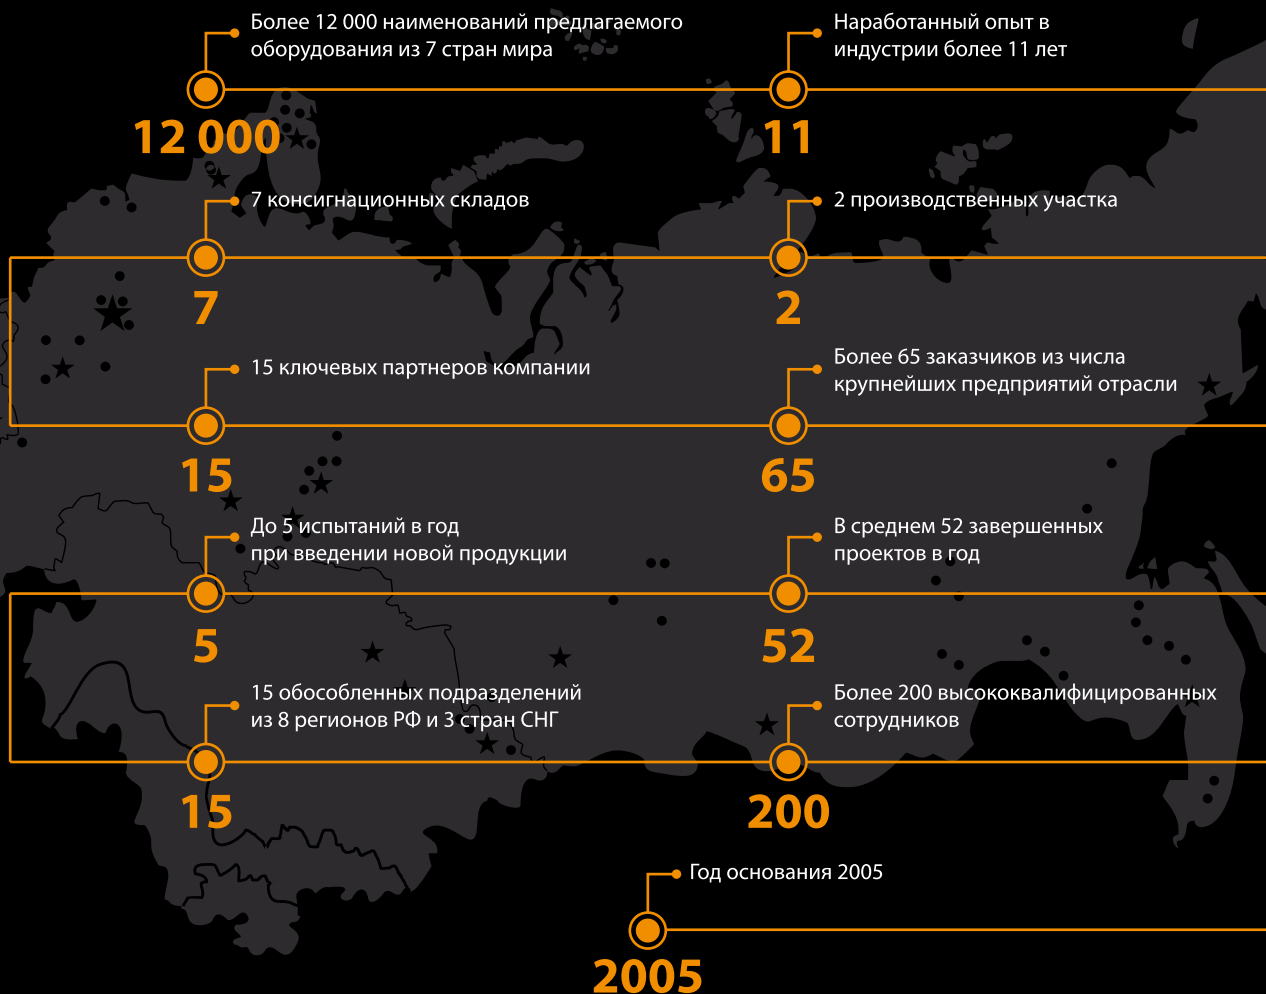 Более 12 000 наименований предлагаемого
оборудования из 7 стран мира
12 000
Наработанный опыт в
индустрии более 11 лет
11
7 консигнационных складов
7
2 производственных участка
2
15 ключевых партнеров компании
15
Более 65 заказчиков из числа
крупнейших предприятий отрасли
65
До 5 испытаний в год
при введении новой продукции
5
В среднем 52 завершенных
проектов в год
52
15 обособленных подразделений
из 8 регионов РФ и 3 стран СНГ
15
Более 200 высококвалифицированных
сотрудников
200
Год основания 2005
2005